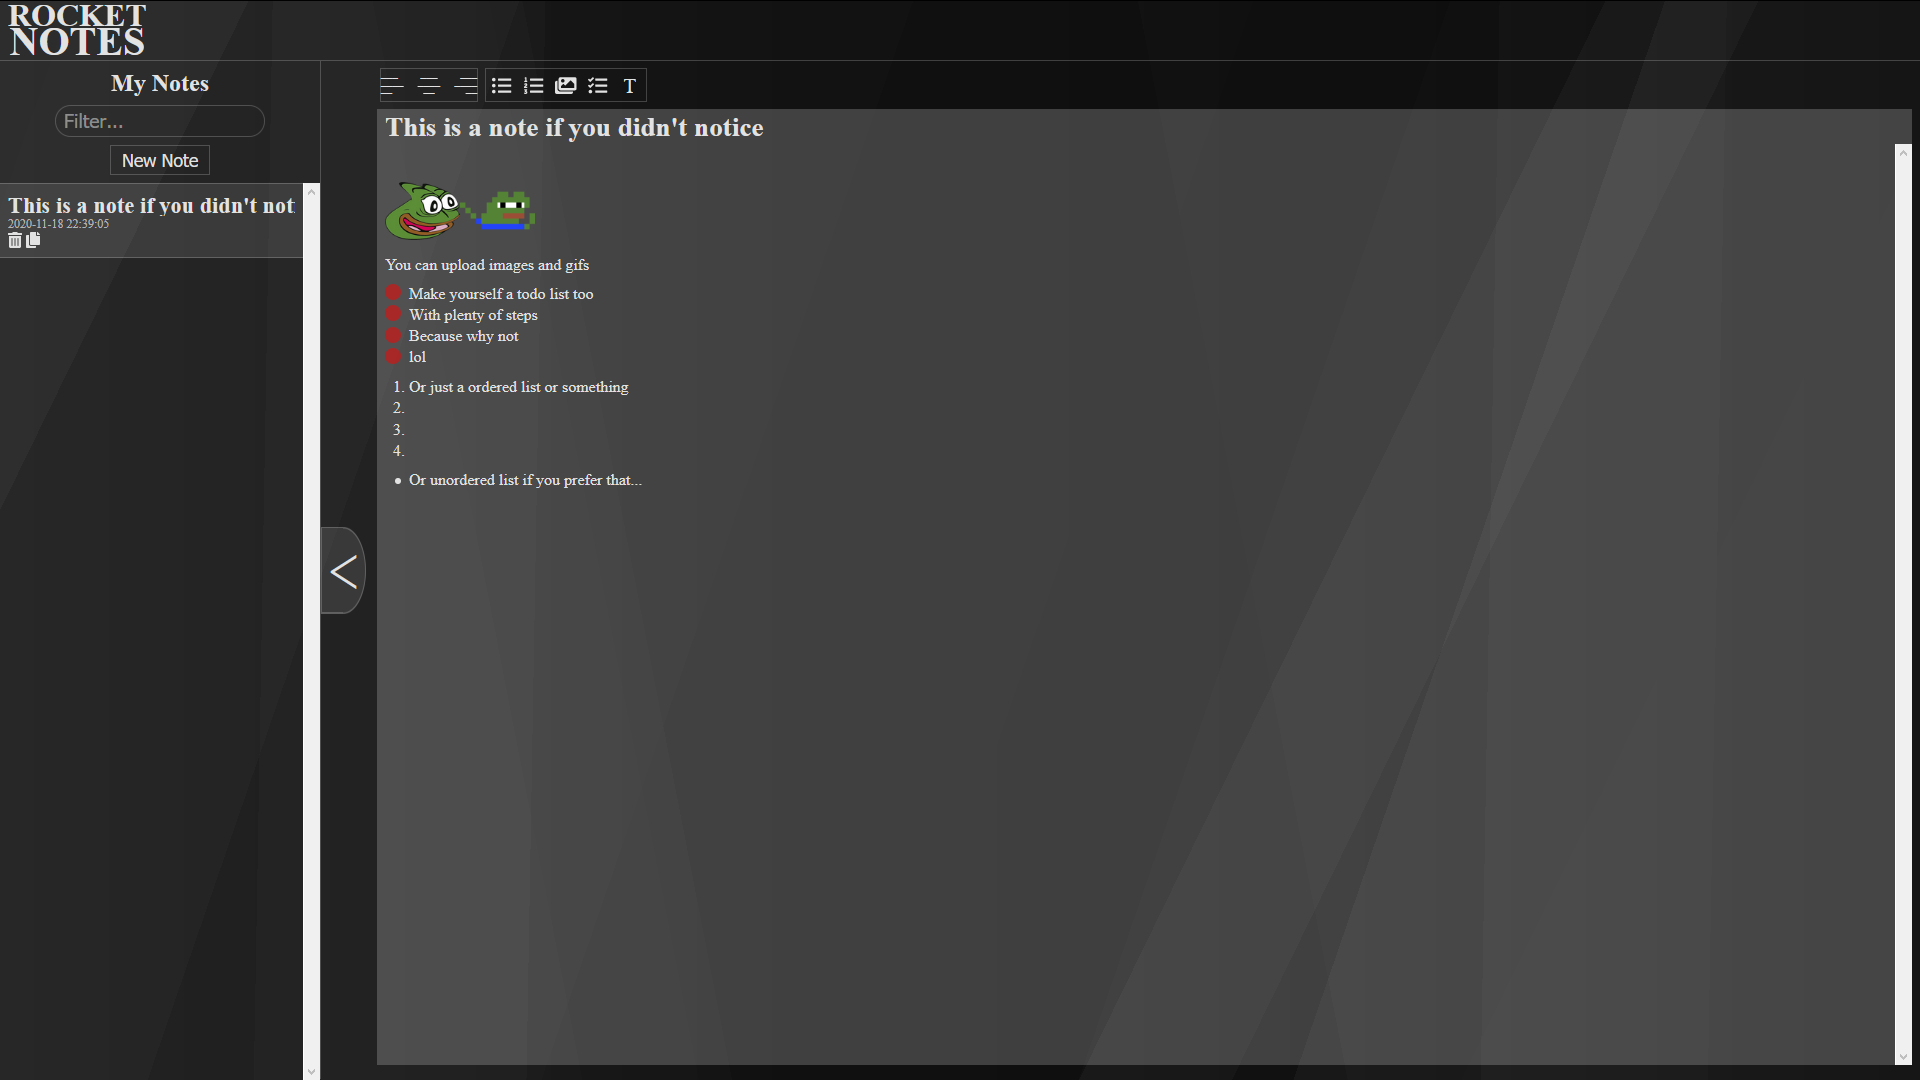 ROCKET
NOTES
My Notes
Filter...
New Note
This is a note if you didn't not
2020-11-18 22:39:05
T
This is a note if you didn't notice
You can upload images and gifs
Make yourself a todo list too
With plenty of steps
Because why not
lol
1. Or just a ordered list or something
2.
3.
4.
• Or unordered list if you prefer that...